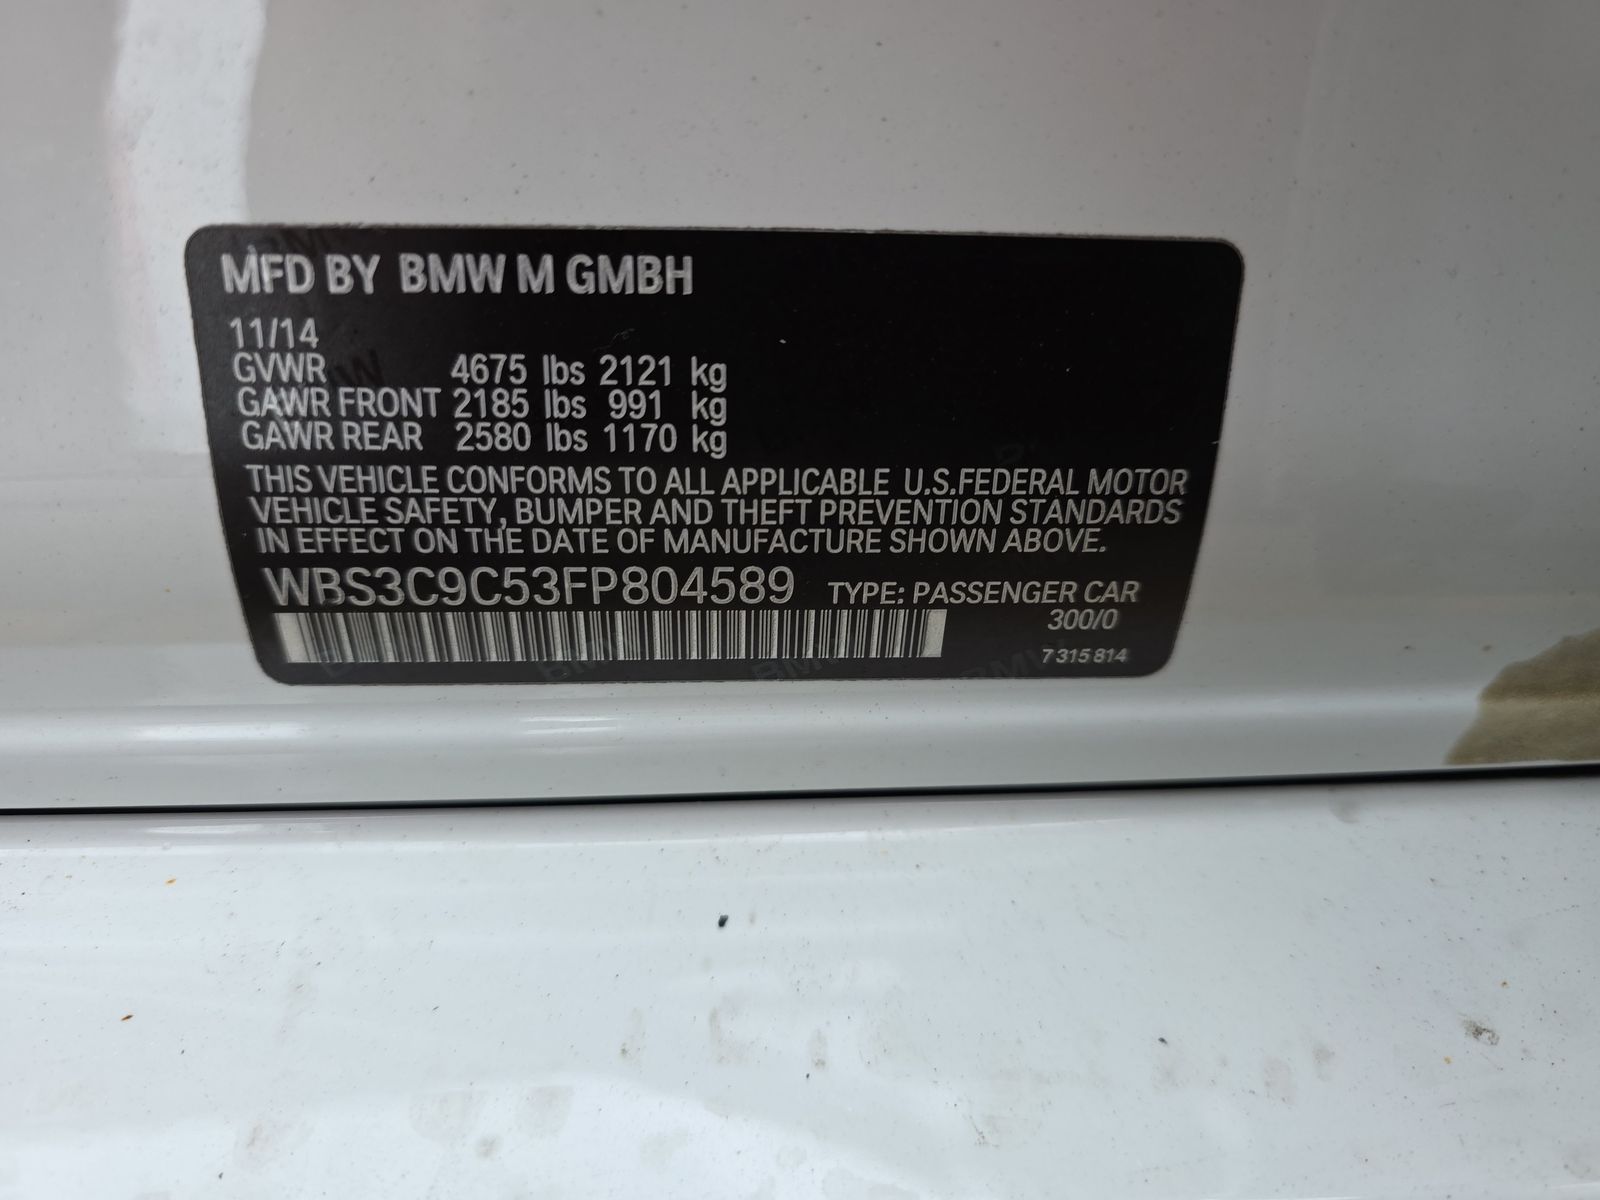 MFD BY BMW M GMBH
11/14
GVWR 4675 lbs 2121 kg
GAWR FRONT 2185 lbs 991 kg
GAWR REAR 2580 lbs 1170 kg
THIS VEHICLE CONFORMS TO ALL APPLICABLE U.S.FEDERAL MOTOR
VEHICLE SAFETY, BUMPER AND THEFT PREVENTION STANDARDS
IN EFFECT ON THE DATE OF MANUFACTURE SHOWN ABOVE.
WBS3C9C53FP804589 TYPE: PASSENGER CAR
300/0
7 315 814